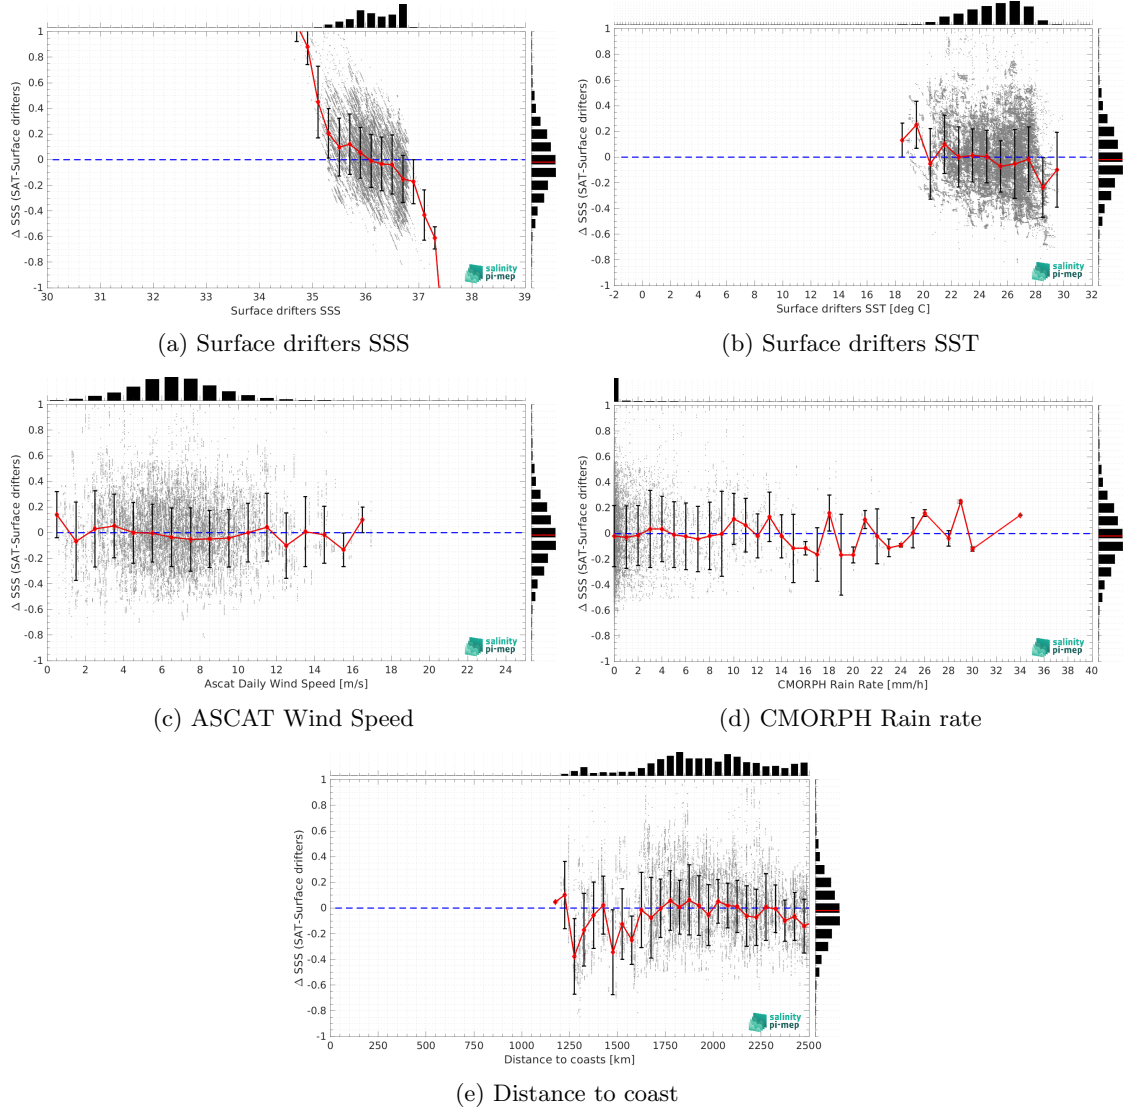 1
0.8
0.6
0.4
0.2
0
-0.2
-0.4
-0.6
-0.8
-1
Δ SSS (SAT-Surface drifters)
salinity
pi-mep
30 31 32 33 34 35 36 37 38 39
Surface drifters SSS
(a) Surface drifters SSS
1
0.8
0.6
0.4
0.2
0
-0.2
-0.4
-0.6
-0.8
-1
Δ SSS (SAT-Surface drifters)
salinity
pi-mep
-2 0 2 4 6 8 10 12 14 16 18 20 22 24 26 28 30 32
Surface drifters SST [deg C]
(b) Surface drifters SST
1
0.8
0.6
0.4
0.2
0
-0.2
-0.4
-0.6
-0.8
-1
Δ SSS (SAT-Surface drifters)
salinity
pi-mep
0 2 4 6 8 10 12 14 16 18 20 22 24
Ascat Daily Wind Speed [m/s]
(c) ASCAT Wind Speed
1
0.8
0.6
0.4
0.2
0
-0.2
-0.4
-0.6
-0.8
-1
Δ SSS (SAT-Surface drifters)
salinity
pi-mep
0 2 4 6 8 10 12 14 16 18 20 22 24 26 28 30 32 34 36 38 40
CMORPH Rain Rate [mm/h]
(d) CMORPH Rain rate
1
0.8
0.6
0.4
0.2
0
-0.2
-0.4
-0.6
-0.8
-1
Δ SSS (SAT-Surface drifters)
salinity
pi-mep
0 250 500 750 1000 1250 1500 1750 2000 2250 2500
Distance to coasts [km]
(e) Distance to coast